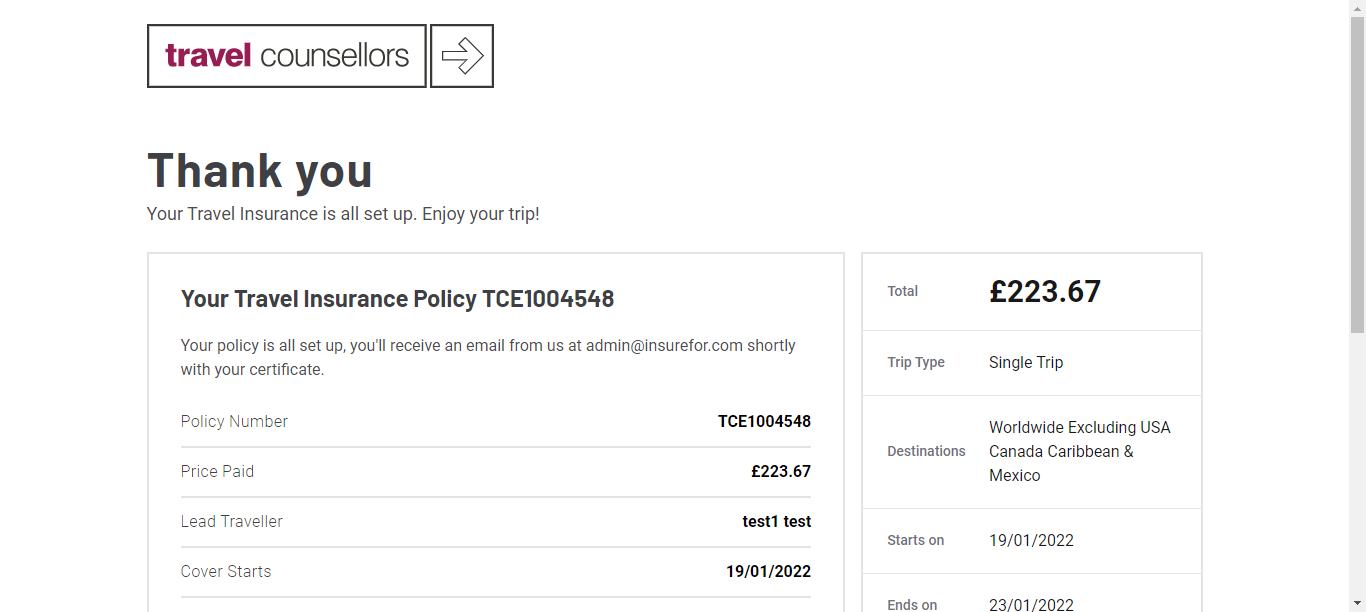 travel counsellors
Thank you
Your Travel Insurance is all set up. Enjoy your trip!
Your Travel Insurance Policy TCE1004548
Your policy is all set up, you'll receive an email from us at admin@insurefor.com shortly
with your certificate.
Policy Number TCE1004548
Price Paid £223.67
Lead Traveller test1 test
Cover Starts 19/01/2022
Total £223.67
Trip Type Single Trip
Destinations Worldwide Excluding USA
Canada Caribbean &
Mexico
Starts on 19/01/2022
Ends on 23/01/2022